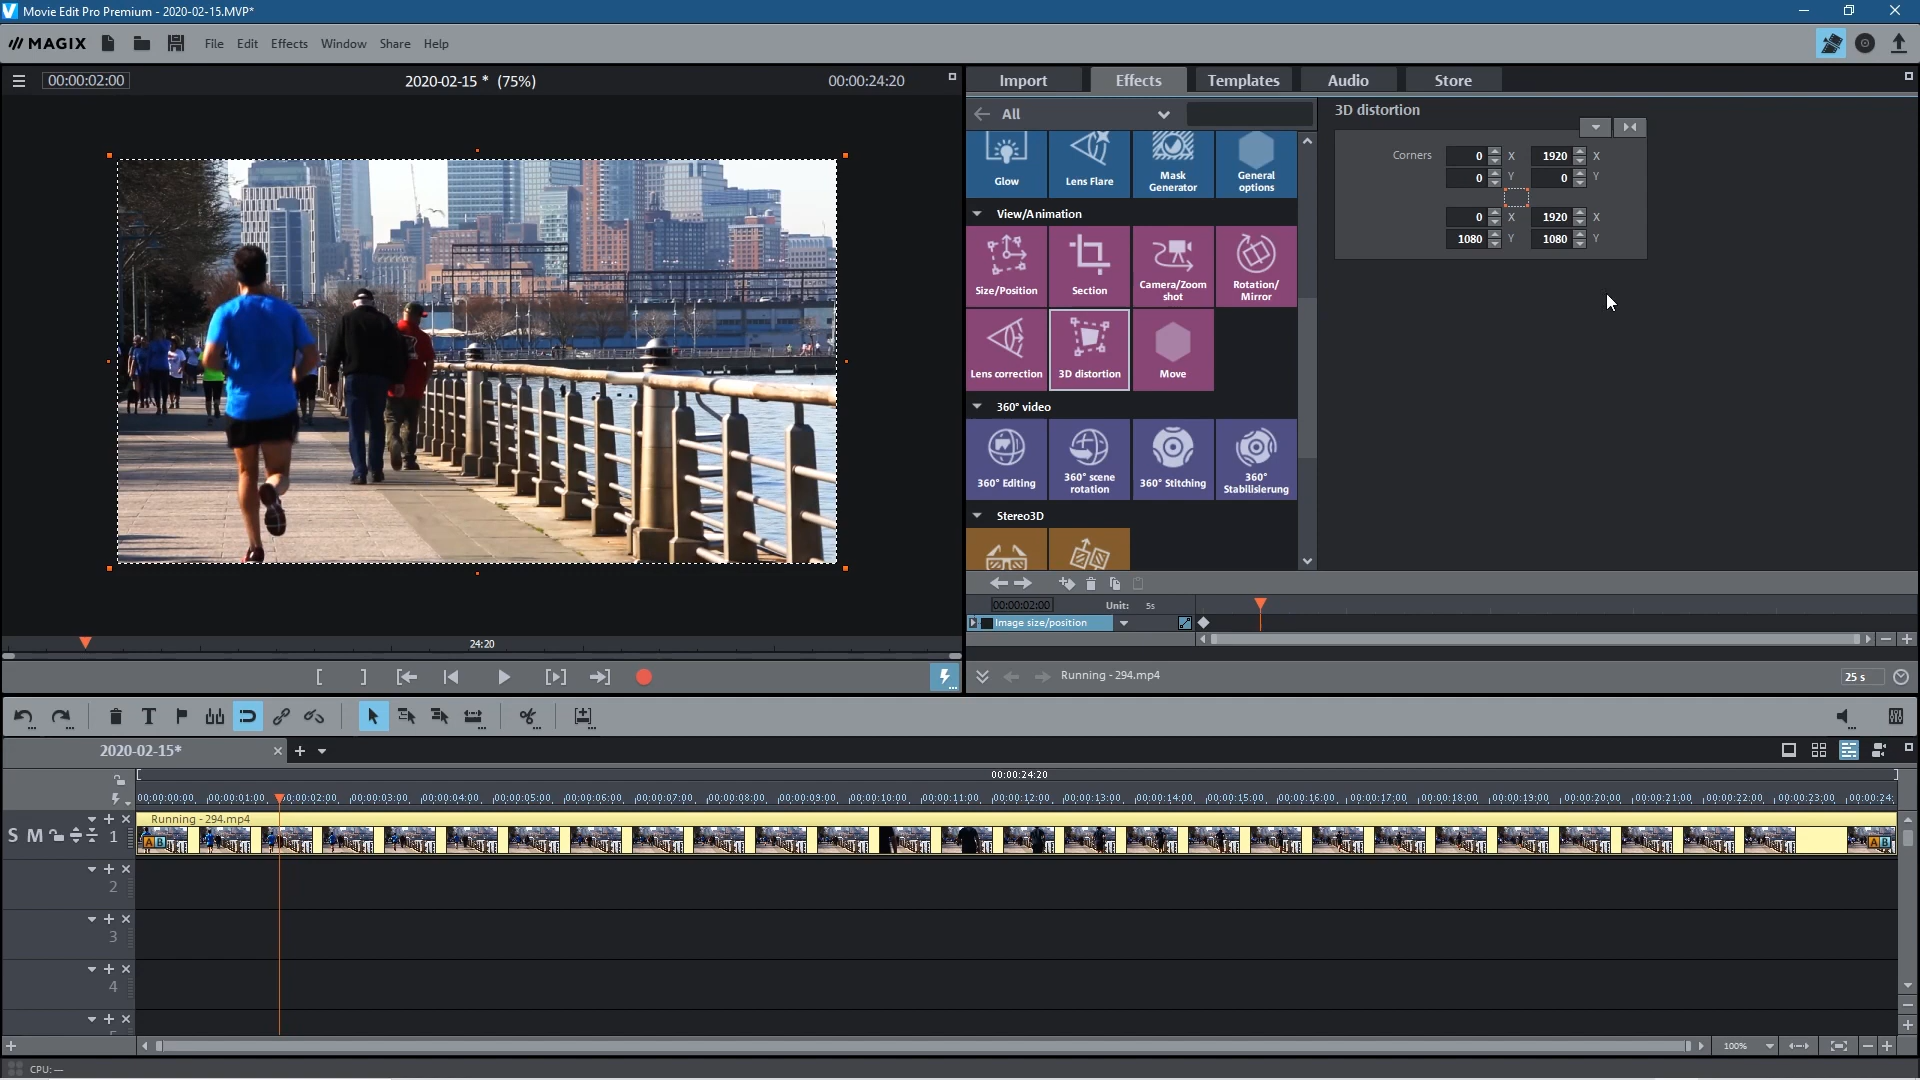 Movie Edit Pro Premium - 2020-02-15.MVP*
MAGIX File Edit Effects Window Share Help
00:00:02:00 2020-02-15 * (75%) 00:00:24:20
Import Effects Templates Audio Store
All
3D distortion
Glow Lens Flare Mask Generator General options
Corners 0 X 1920 X
0 Y 0 Y
0 X 1920 X
1080 Y 1080 Y
View/Animation
Size/Position Section Camera/Zoom shot Rotation/ Mirror
Lens correction 3D distortion Move
360° video
360° Editing 360° scene rotation 360° Stitching 360° Stabilisierung
Stereo3D
00:00:02:00 Unit: 5s
Image size/position
24:20
Running - 294.mp4 25 s
2020-02-15*
00:00:24:20
00:00:00:00 00:00:01:00 00:00:02:00 00:00:03:00 00:00:04:00 00:00:05:00 00:00:06:00 00:00:07:00 00:00:08:00 00:00:09:00 00:00:10:00 00:00:11:00 00:00:12:00 00:00:13:00 00:00:14:00 00:00:15:00 00:00:16:00 00:00:17:00 00:00:18:00 00:00:19:00 00:00:20:00 00:00:21:00 00:00:22:00 00:00:23:00 00:00:24:
Running - 294.mp4
S M 1
A B A B
2
3
4
100%
CPU: —